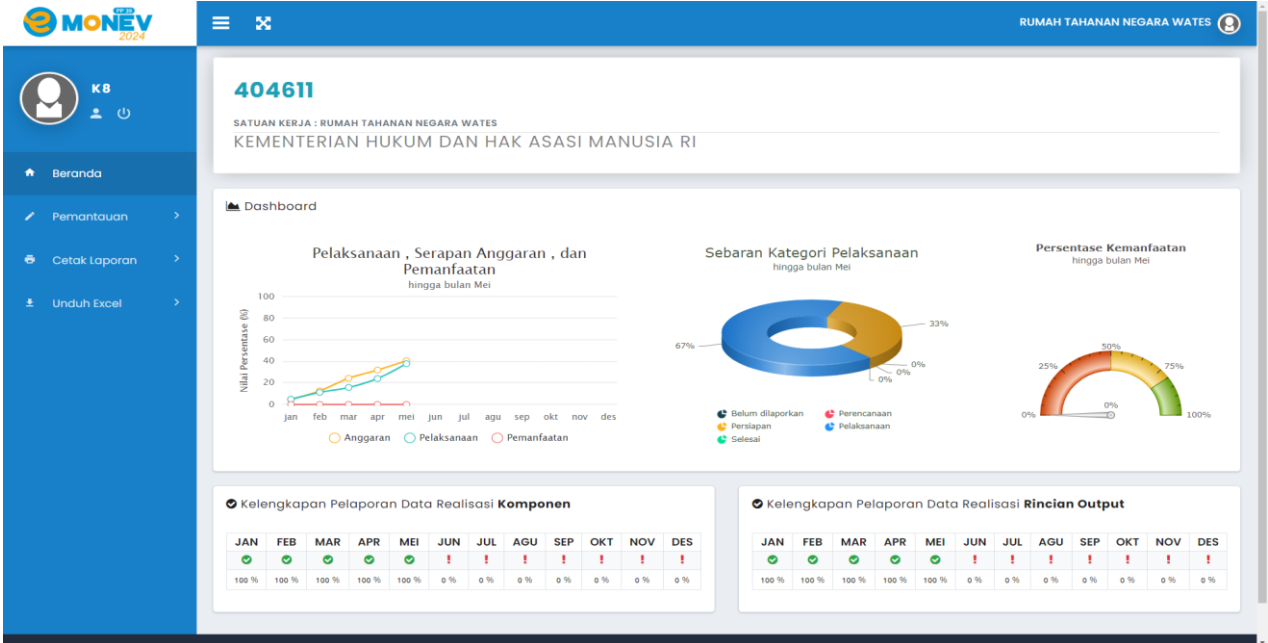 e MONEV
PP 39
2024
RUMAH TAHANAN NEGARA WATES
K8
Beranda
Pemantauan
Cetak Laporan
Unduh Excel
404611
SATUAN KERJA : RUMAH TAHANAN NEGARA WATES
KEMENTERIAN HUKUM DAN HAK ASASI MANUSIA RI
Dashboard
Pelaksanaan , Serapan Anggaran , dan
Pemanfaatan
hingga bulan Mei
Nilai Persentase (%)
100
80
60
40
20
0
jan feb mar apr mei jun jul agu sep okt nov des
Anggaran Pelaksanaan Pemanfaatan
Sebaran Kategori Pelaksanaan
hingga bulan Mei
33%
67%
0%
0%
0%
Belum dilaporkan Perencanaan
Persiapan Pelaksanaan
Selesai
Persentase Kemanfaatan
hingga bulan Mei
50%
25% 75%
0%
0% 100%
Kelengkapan Pelaporan Data Realisasi Komponen
JAN FEB MAR APR MEI JUN JUL AGU SEP OKT NOV DES
! ! ! ! ! ! !
100 % 100 % 100 % 100 % 100 % 0 % 0 % 0 % 0 % 0 % 0 % 0 %
Kelengkapan Pelaporan Data Realisasi Rincian Output
JAN FEB MAR APR MEI JUN JUL AGU SEP OKT NOV DES
! ! ! ! ! ! !
100 % 100 % 100 % 100 % 100 % 0 % 0 % 0 % 0 % 0 % 0 % 0 %